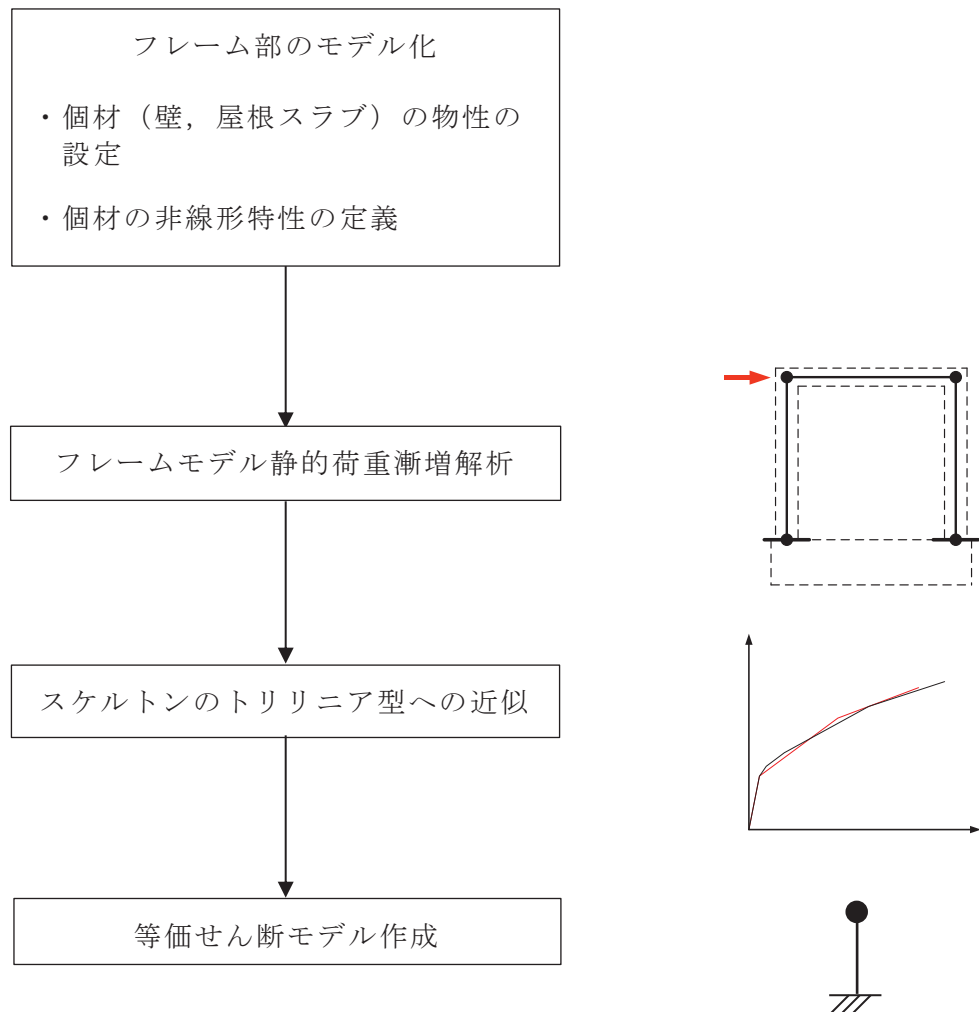 フレーム部のモデル化
・個材（壁，屋根スラブ）の物性の
設定
・個材の非線形特性の定義
フレームモデル静的荷重漸増解析
スケルトンのトリリニア型への近似
等価せん断モデル作成